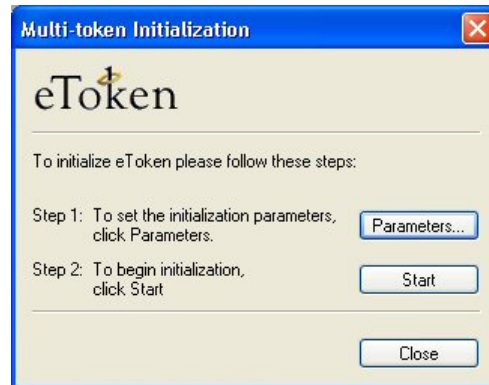 Multi-token Initialization
eToken
To initialize eToken please follow these steps:
Step 1: To set the initialization parameters,
click Parameters.
Parameters...
Step 2: To begin initialization,
click Start
Start
Close